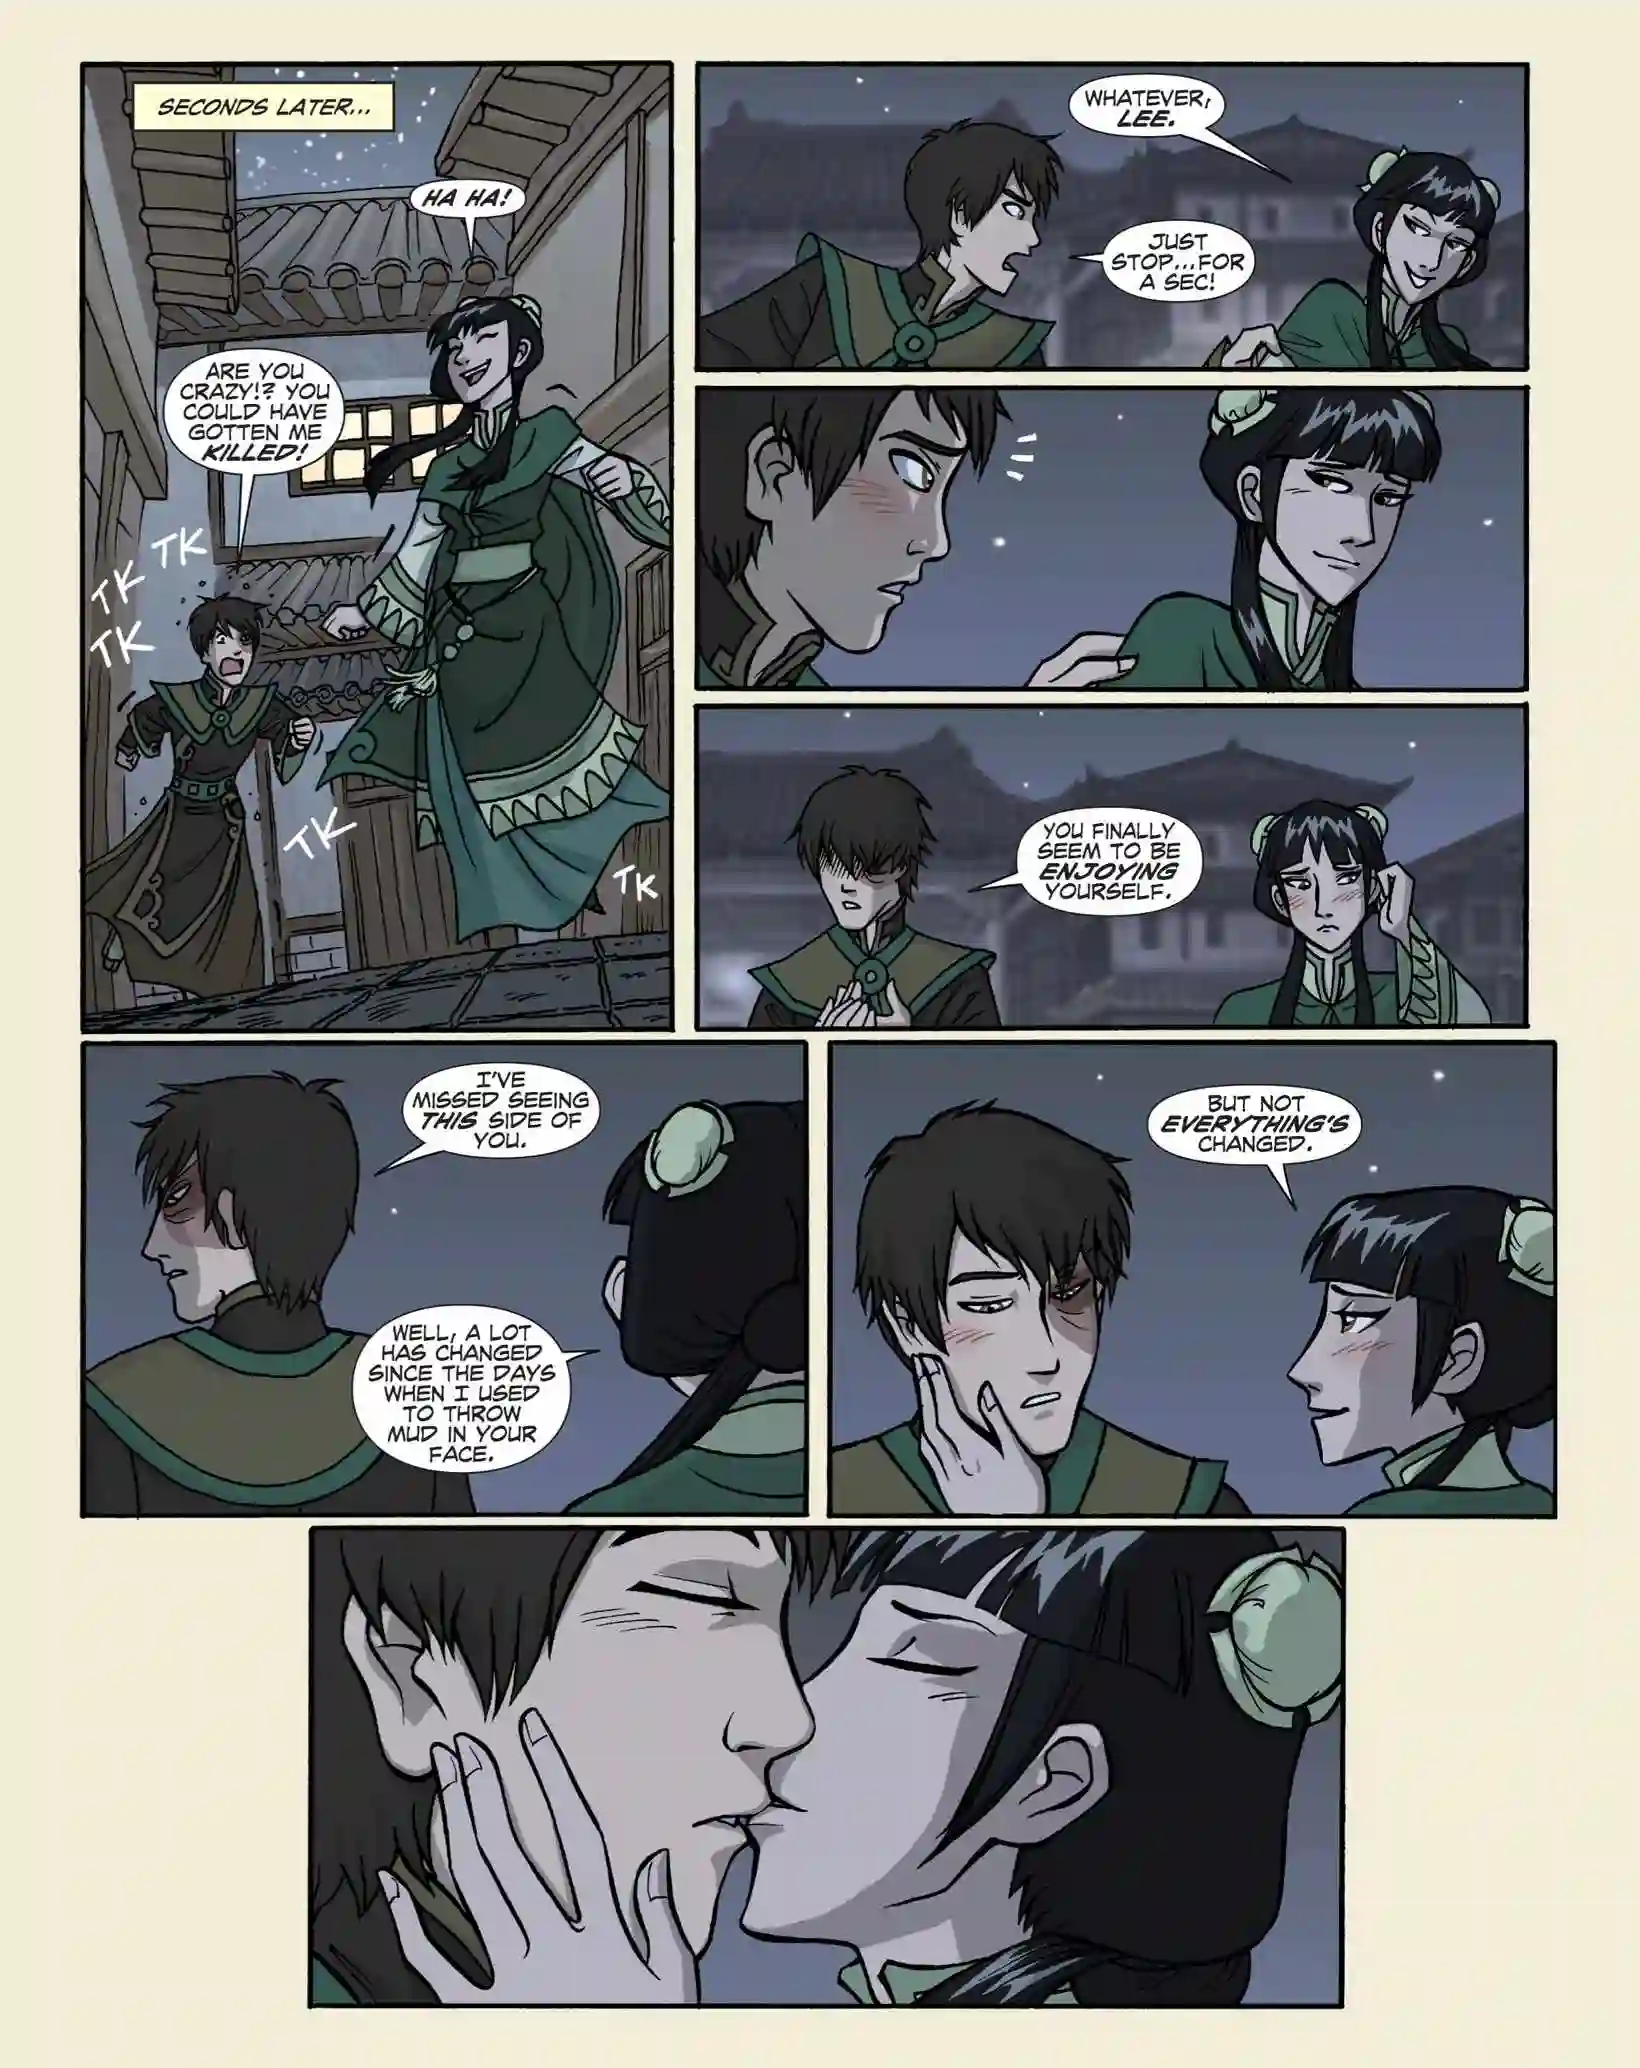 SECONDS LATER...
HA HA!
ARE YOU
CRAZY!? YOU
COULD HAVE
GOTTEN ME
KILLED!
TK
TK
TK
TK
TK
WHATEVER,
LEE.
JUST
STOP...FOR
A SEC!
YOU FINALLY
SEEM TO BE
ENJOYING
YOURSELF.
I'VE
MISSED SEEING
THIS SIDE OF
YOU.
WELL, A LOT
HAS CHANGED
SINCE THE DAYS
WHEN I USED
TO THROW
MUD IN YOUR
FACE.
BUT NOT
EVERYTHING'S
CHANGED.